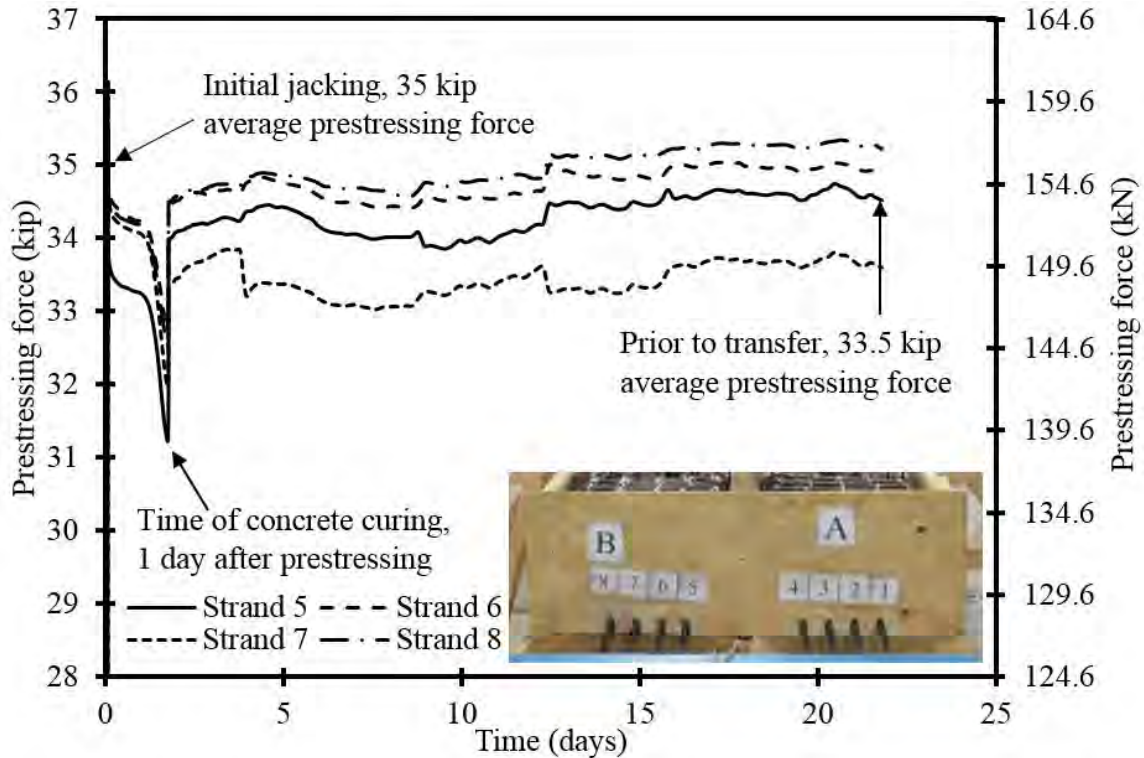 37
36
35
34
33
32
31
30
29
28
Prestressing force (kip)
164.6
159.6
154.6
149.6
144.6
139.6
134.6
129.6
124.6
Prestressing force (kN)
Initial jacking, 35 kip
average prestressing force
Prior to transfer, 33.5 kip
average prestressing force
Time of concrete curing,
1 day after prestressing
Strand 5
Strand 6
Strand 7
Strand 8
B
A
8 7 6 5
4 3 2 1
0
5
10
15
20
25
Time (days)